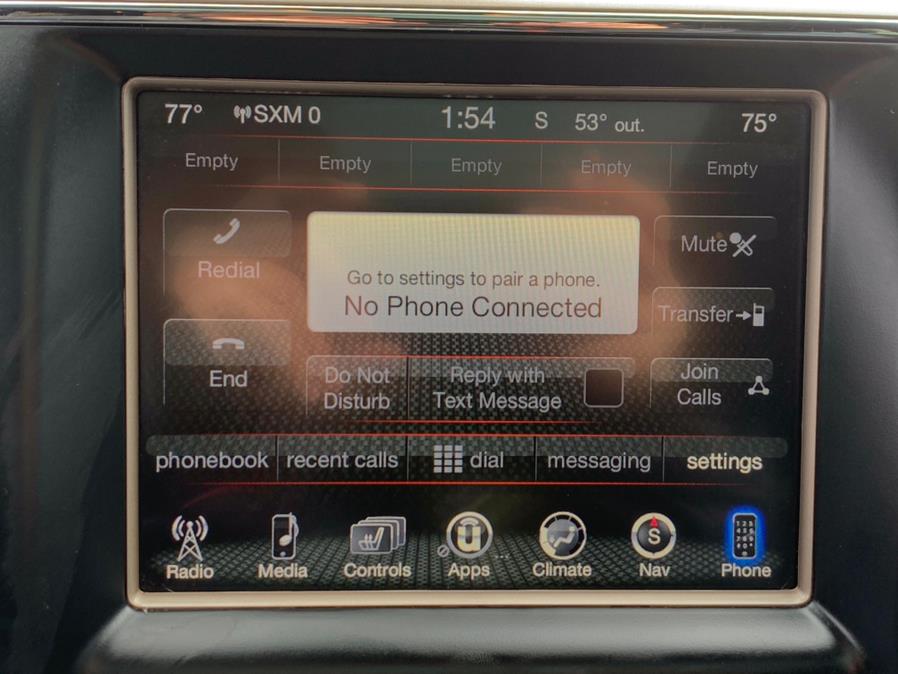 77° SXM 0 1:54 S 53° out. 75°
Empty Empty Empty Empty Empty
Redial
Go to settings to pair a phone.
No Phone Connected
Mute
Transfer
End
Do Not
Disturb
Reply with
Text Message
Join
Calls
phonebook recent calls dial messaging settings
Radio Media Controls Apps Climate Nav Phone